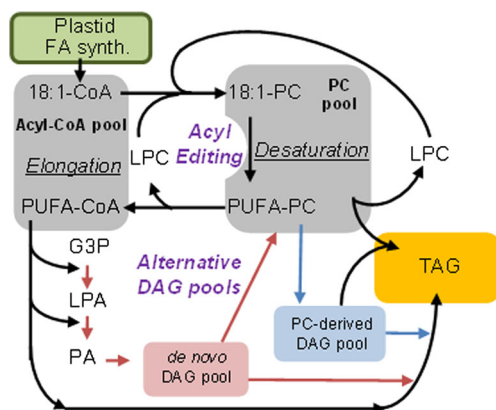 Plastid
FA synth.
18:1-CoA
18:1-PC
PC
pool
Acyl-CoA pool
Acyl
Editing
Elongation
LPC
Desaturation
LPC
PUFA-CoA
PUFA-PC
G3P
Alternative
DAG pools
TAG
LPA
PC-derived
DAG pool
PA
de novo
DAG pool